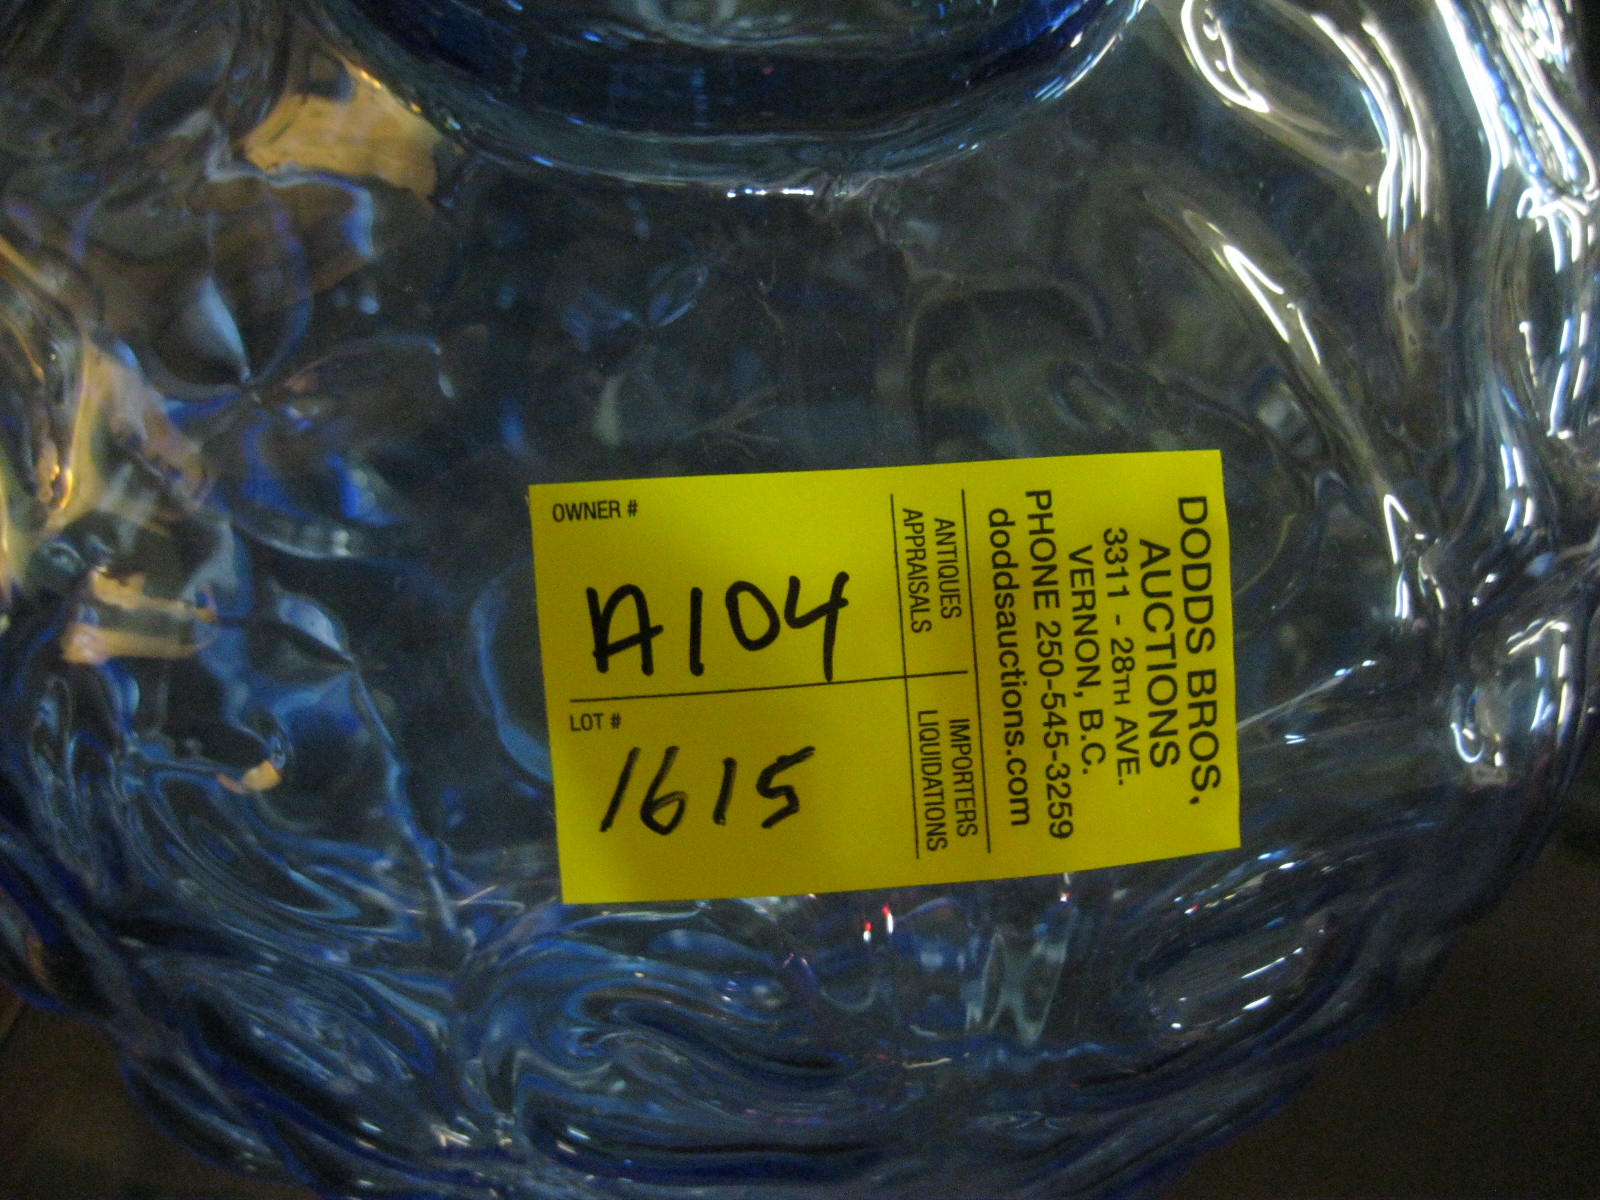 OWNER #
A104
LOT #
1615
DODDS BROS,
AUCTIONS
3311 - 28TH AVE.
VERNON, B.C.
PHONE 250-545-3259
doddsauctions.com
ANTIQUES
APPRAISALS
IMPORTERS
LIQUIDATIONS